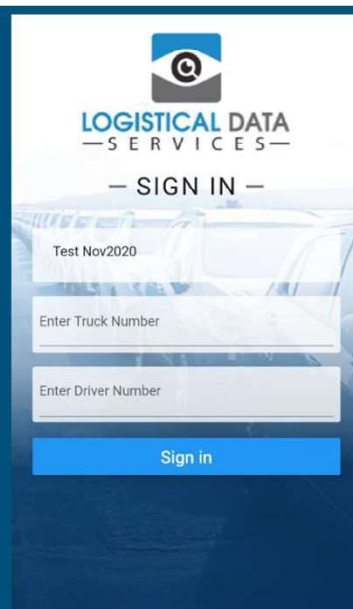 LOGISTICAL DATA
—SERVICES—
— SIGN IN —
Test Nov2020
Enter Truck Number
Enter Driver Number
Sign in